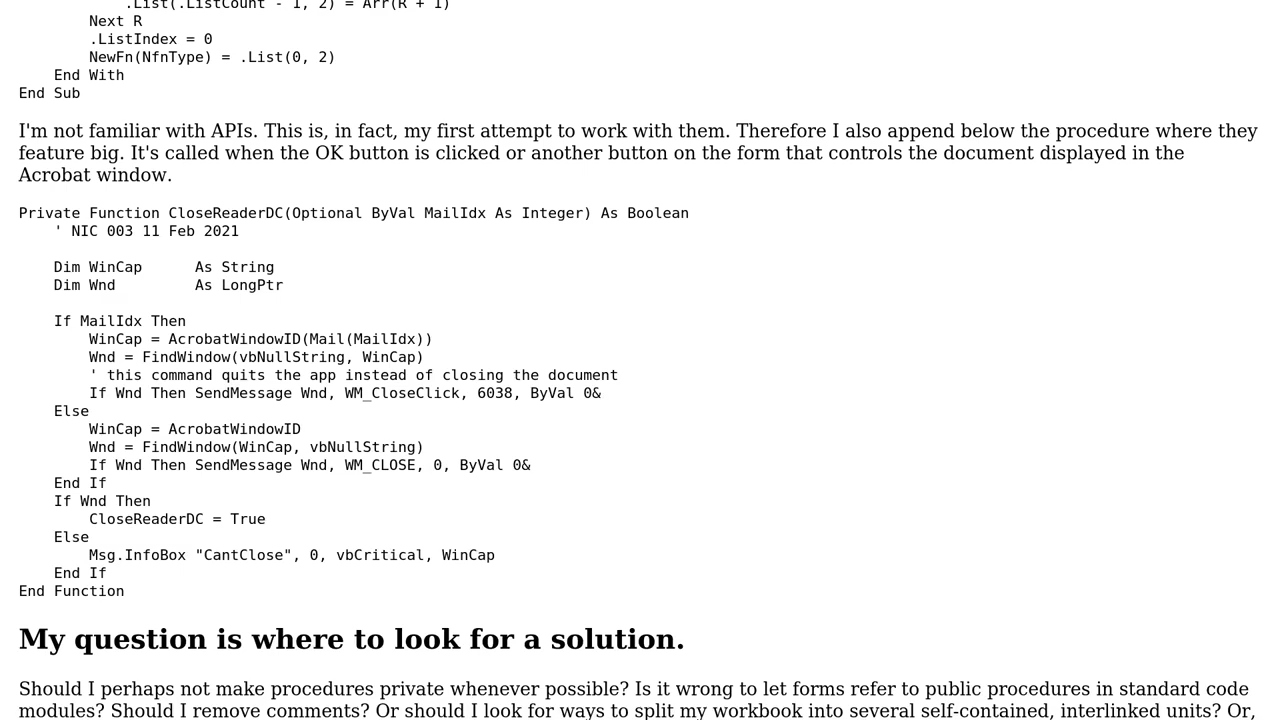 .List(.ListCount - 1, 2) = Arr(R + 1)
        Next R
        .ListIndex = 0
        NewFn(NfnType) = .List(0, 2)
    End With
End Sub
I'm not familiar with APIs. This is, in fact, my first attempt to work with them. Therefore I also append below the procedure where they
feature big. It's called when the OK button is clicked or another button on the form that controls the document displayed in the
Acrobat window.
Private Function CloseReaderDC(Optional ByVal MailIdx As Integer) As Boolean
    ' NIC 003 11 Feb 2021
    Dim WinCap      As String
    Dim Wnd         As LongPtr
    If MailIdx Then
        WinCap = AcrobatWindowID(Mail(MailIdx))
        Wnd = FindWindow(vbNullString, WinCap)
        ' this command quits the app instead of closing the document
        If Wnd Then SendMessage Wnd, WM_CloseClick, 6038, ByVal 0&
    Else
        WinCap = AcrobatWindowID
        Wnd = FindWindow(WinCap, vbNullString)
        If Wnd Then SendMessage Wnd, WM_CLOSE, 0, ByVal 0&
    End If
    If Wnd Then
        CloseReaderDC = True
    Else
        Msg.InfoBox "CantClose", 0, vbCritical, WinCap
    End If
End Function
My question is where to look for a solution.
Should I perhaps not make procedures private whenever possible? Is it wrong to let forms refer to public procedures in standard code
modules? Should I remove comments? Or should I look for ways to split my workbook into several self-contained, interlinked units? Or,